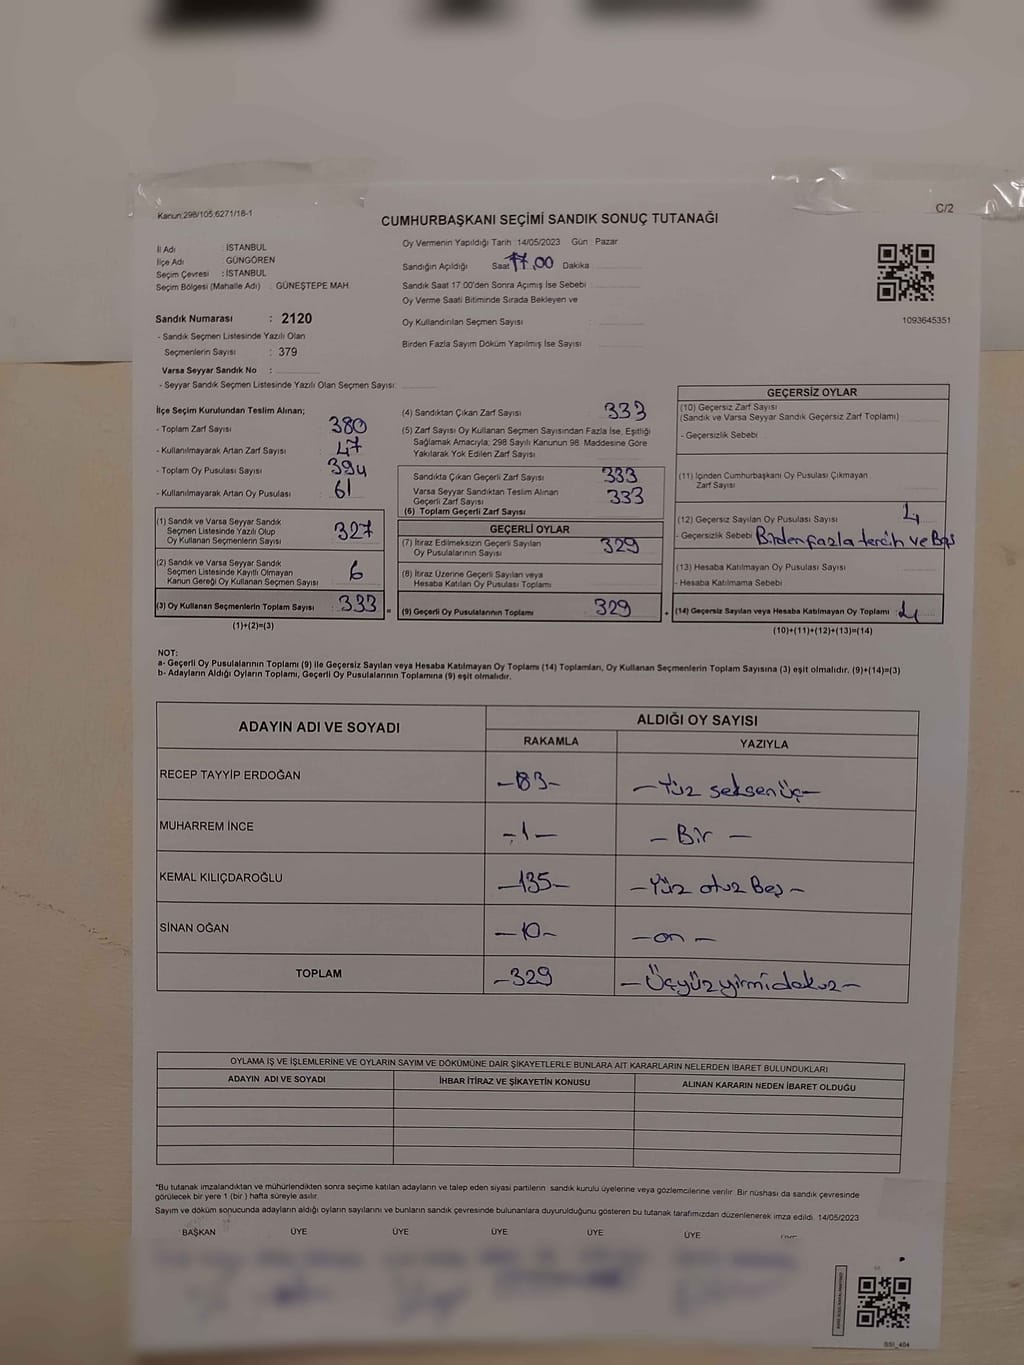 Kanun:298/105,6271/18-1
C/2
CUMHURBAŞKANI SEÇİMİ SANDIK SONUÇ TUTANAĞI
İl Adı : İSTANBUL
İlçe Adı : GÜNGÖREN
Seçim Çevresi : İSTANBUL
Seçim Bölgesi (Mahalle Adı) : GÜNEŞTEPE MAH.
Oy Vermenin Yapıldığı Tarih 14/05/2023 Gün Pazar
Sandığın Açıldığı Saat 17.00 Dakika
Sandık Saat 17.00'den Sonra Açımış İse Sebebi
Oy Verme Saati Bitiminde Sırada Bekleyen ve
Oy Kullandırılan Seçmen Sayısı :
Birden Fazla Sayım Döküm Yapılmış İse Sayısı
1093645351
Sandık Numarası : 2120
- Sandık Seçmen Listesinde Yazılı Olan
Seçmenlerin Sayısı : 379
Varsa Seyyar Sandık No :
- Seyyar Sandık Seçmen Listesinde Yazılı Olan Seçmen Sayısı:
İlçe Seçim Kurulundan Teslim Alınan;
- Toplam Zarf Sayısı : 380
- Kullanılmayarak Artan Zarf Sayısı : 47
- Toplam Oy Pusulası Sayısı : 394
- Kullanılmayarak Artan Oy Pusulası : 61
(1) Sandık ve Varsa Seyyar Sandık
Seçmen Listesinde Yazılı Olup
Oy Kullanan Seçmenlerin Sayısı : 327
(2) Sandık ve Varsa Seyyar Sandık
Seçmen Listesinde Kayıtlı Olmayan
Kanun Gereği Oy Kullanan Seçmen Sayısı : 6
(3) Oy Kullanan Seçmenlerin Toplam Sayısı : 333
(1)+(2)=(3)
(4) Sandıktan Çıkan Zarf Sayısı 333
(5) Zarf Sayısı Oy Kullanan Seçmen Sayısından Fazla İse, Eşitliği
Sağlamak Amacıyla; 298 Sayılı Kanunun 98. Maddesine Göre
Yakılarak Yok Edilen Zarf Sayısı
Sandıkta Çıkan Geçerli Zarf Sayısı 333
Varsa Seyyar Sandıktan Teslim Alınan
Geçerli Zarf Sayısı 333
(6) Toplam Geçerli Zarf Sayısı
GEÇERLİ OYLAR
(7) İtiraz Edilmeksizin Geçerli Sayılan
Oy Pusulalarının Sayısı 329
(8) İtiraz Üzerine Geçerli Sayılan veya
Hesaba Katılan Oy Pusulası Toplamı
= (9) Geçerli Oy Pusulalarının Toplamı 329 +
GEÇERSİZ OYLAR
(10) Geçersiz Zarf Sayısı
(Sandık ve Varsa Seyyar Sandık Geçersiz Zarf Toplamı)
- Geçersizlik Sebebi
(11) İçinden Cumhurbaşkanı Oy Pusulası Çıkmayan
Zarf Sayısı
(12) Geçersiz Sayılan Oy Pusulası Sayısı 4
- Geçersizlik Sebebi Birden fazla tercih ve Boş
(13) Hesaba Katılmayan Oy Pusulası Sayısı
- Hesaba Katılmama Sebebi
(14) Geçersiz Sayılan veya Hesaba Katılmayan Oy Toplamı 4
(10)+(11)+(12)+(13)=(14)
NOT:
a- Geçerli Oy Pusulalarının Toplamı (9) ile Geçersiz Sayılan veya Hesaba Katılmayan Oy Toplamı (14) Toplamları, Oy Kullanan Seçmenlerin Toplam Sayısına (3) eşit olmalıdır. (9)+(14)=(3)
b- Adayların Aldığı Oyların Toplamı, Geçerli Oy Pusulalarının Toplamına (9) eşit olmalıdır.
ADAYIN ADI VE SOYADI ALDIĞI OY SAYISI
RAKAMLA YAZIYLA
RECEP TAYYİP ERDOĞAN -183- -Yüz seksenüç-
MUHARREM İNCE -1- -Bir-
KEMAL KILIÇDAROĞLU -135- -Yüz otuz Beş-
SİNAN OĞAN -10- -on-
TOPLAM -329 -Üçyüzyirmidokuz-
OYLAMA İŞ VE İŞLEMLERİNE VE OYLARIN SAYIM VE DÖKÜMÜNE DAİR ŞİKAYETLERLE BUNLARA AİT KARARLARIN NELERDEN İBARET BULUNDUKLARI
ADAYIN ADI VE SOYADI İHBAR İTİRAZ VE ŞİKAYETİN KONUSU ALINAN KARARIN NEDEN İBARET OLDUĞU
*Bu tutanak imzalandıktan ve mühürlendikten sonra seçime katılan adayların ve talep eden siyasi partilerin sandık kurulu üyelerine veya gözlemcilerine verilir. Bir nüshası da sandık çevresinde
görülecek bir yere 1 (bir) hafta süreyle asılır.
Sayım ve döküm sonucunda adayların aldığı oyların sayılarını ve bunların sandık çevresinde bulunanlara duyurulduğunu gösteren bu tutanak tarafımızdan düzenlenerek imza edildi. 14/05/2023
BAŞKAN ÜYE ÜYE ÜYE ÜYE ÜYE ÜYE
SSI_404